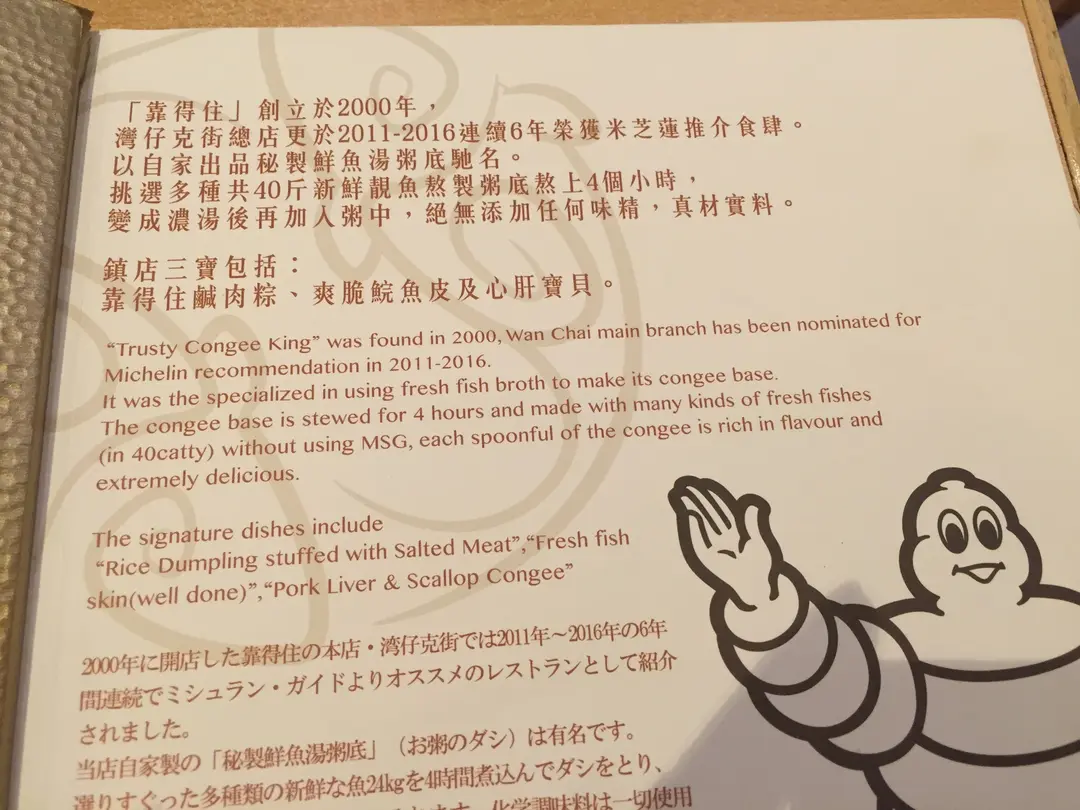 「靠得住」創立於2000年，
灣仔克街總店更於2011-2016連續6年榮獲米芝蓮推介食肆。
以自家出品秘製鮮魚湯粥底馳名。
挑選多種共40斤新鮮靚魚熬製粥底熬上4個小時，
變成濃湯後再加入粥中，絕無添加任何味精，真材實料。
鎮店三寶包括：
靠得住鹹肉粽、爽脆鯇魚皮及心肝寶貝。
“Trusty Congee King” was found in 2000, Wan Chai main branch has been nominated for
Michelin recommendation in 2011-2016.
It was the specialized in using fresh fish broth to make its congee base.
The congee base is stewed for 4 hours and made with many kinds of fresh fishes
(in 40catty) without using MSG, each spoonful of the congee is rich in flavour and
extremely delicious.
The signature dishes include
“Rice Dumpling stuffed with Salted Meat”,“Fresh fish
skin(well done)”,“Pork Liver & Scallop Congee”
2000年に開店した靠得住の本店・湾仔克街では2011年～2016年の6年
間連続でミシュラン・ガイドよりオススメのレストランとして紹介
されました。
当店自家製の「秘製鮮魚湯粥底」（お粥のダシ）は有名です。
選りすぐった多種類の新鮮な魚24kgを4時間煮込んでダシをとり、
ます。化学調味料は一切使用